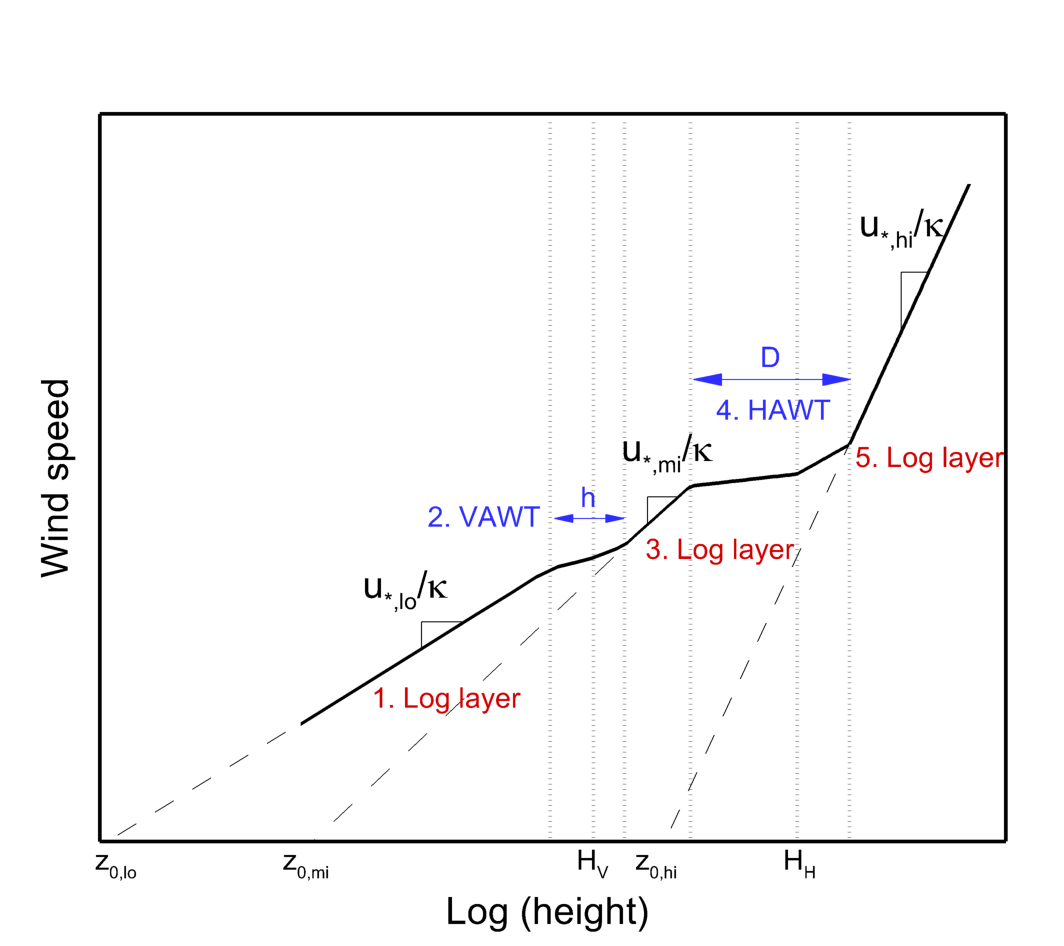 u*,hi/κ
D
4. HAWT
u*,mi/κ
5. Log layer
h
2. VAWT
3. Log layer
u*,lo/κ
1. Log layer
Wind speed
z0,lo
z0,mi
HV
z0,hi
HH
Log (height)